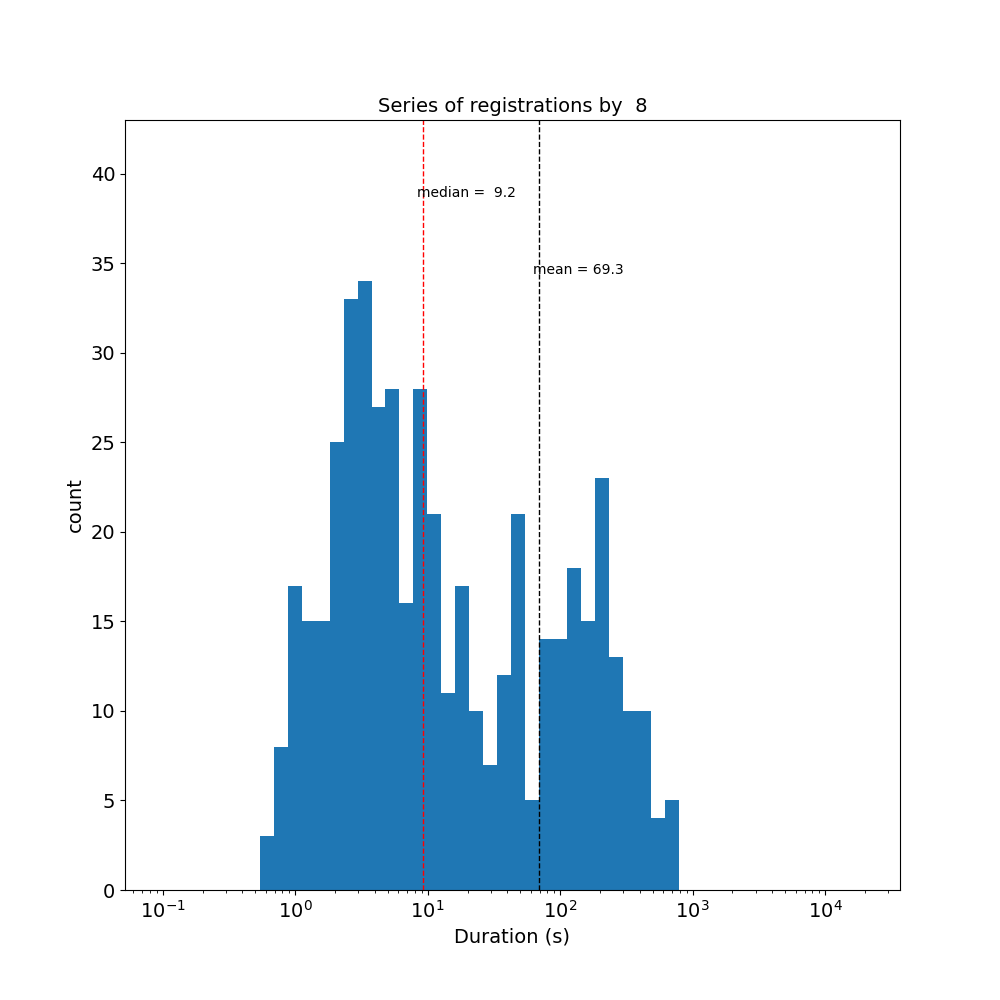 Series of registrations by  8
count
40
35
30
25
20
15
10
5
0
median =  9.2
mean = 69.3
10⁻¹ 10⁰ 10¹ 10² 10³ 10⁴
Duration (s)